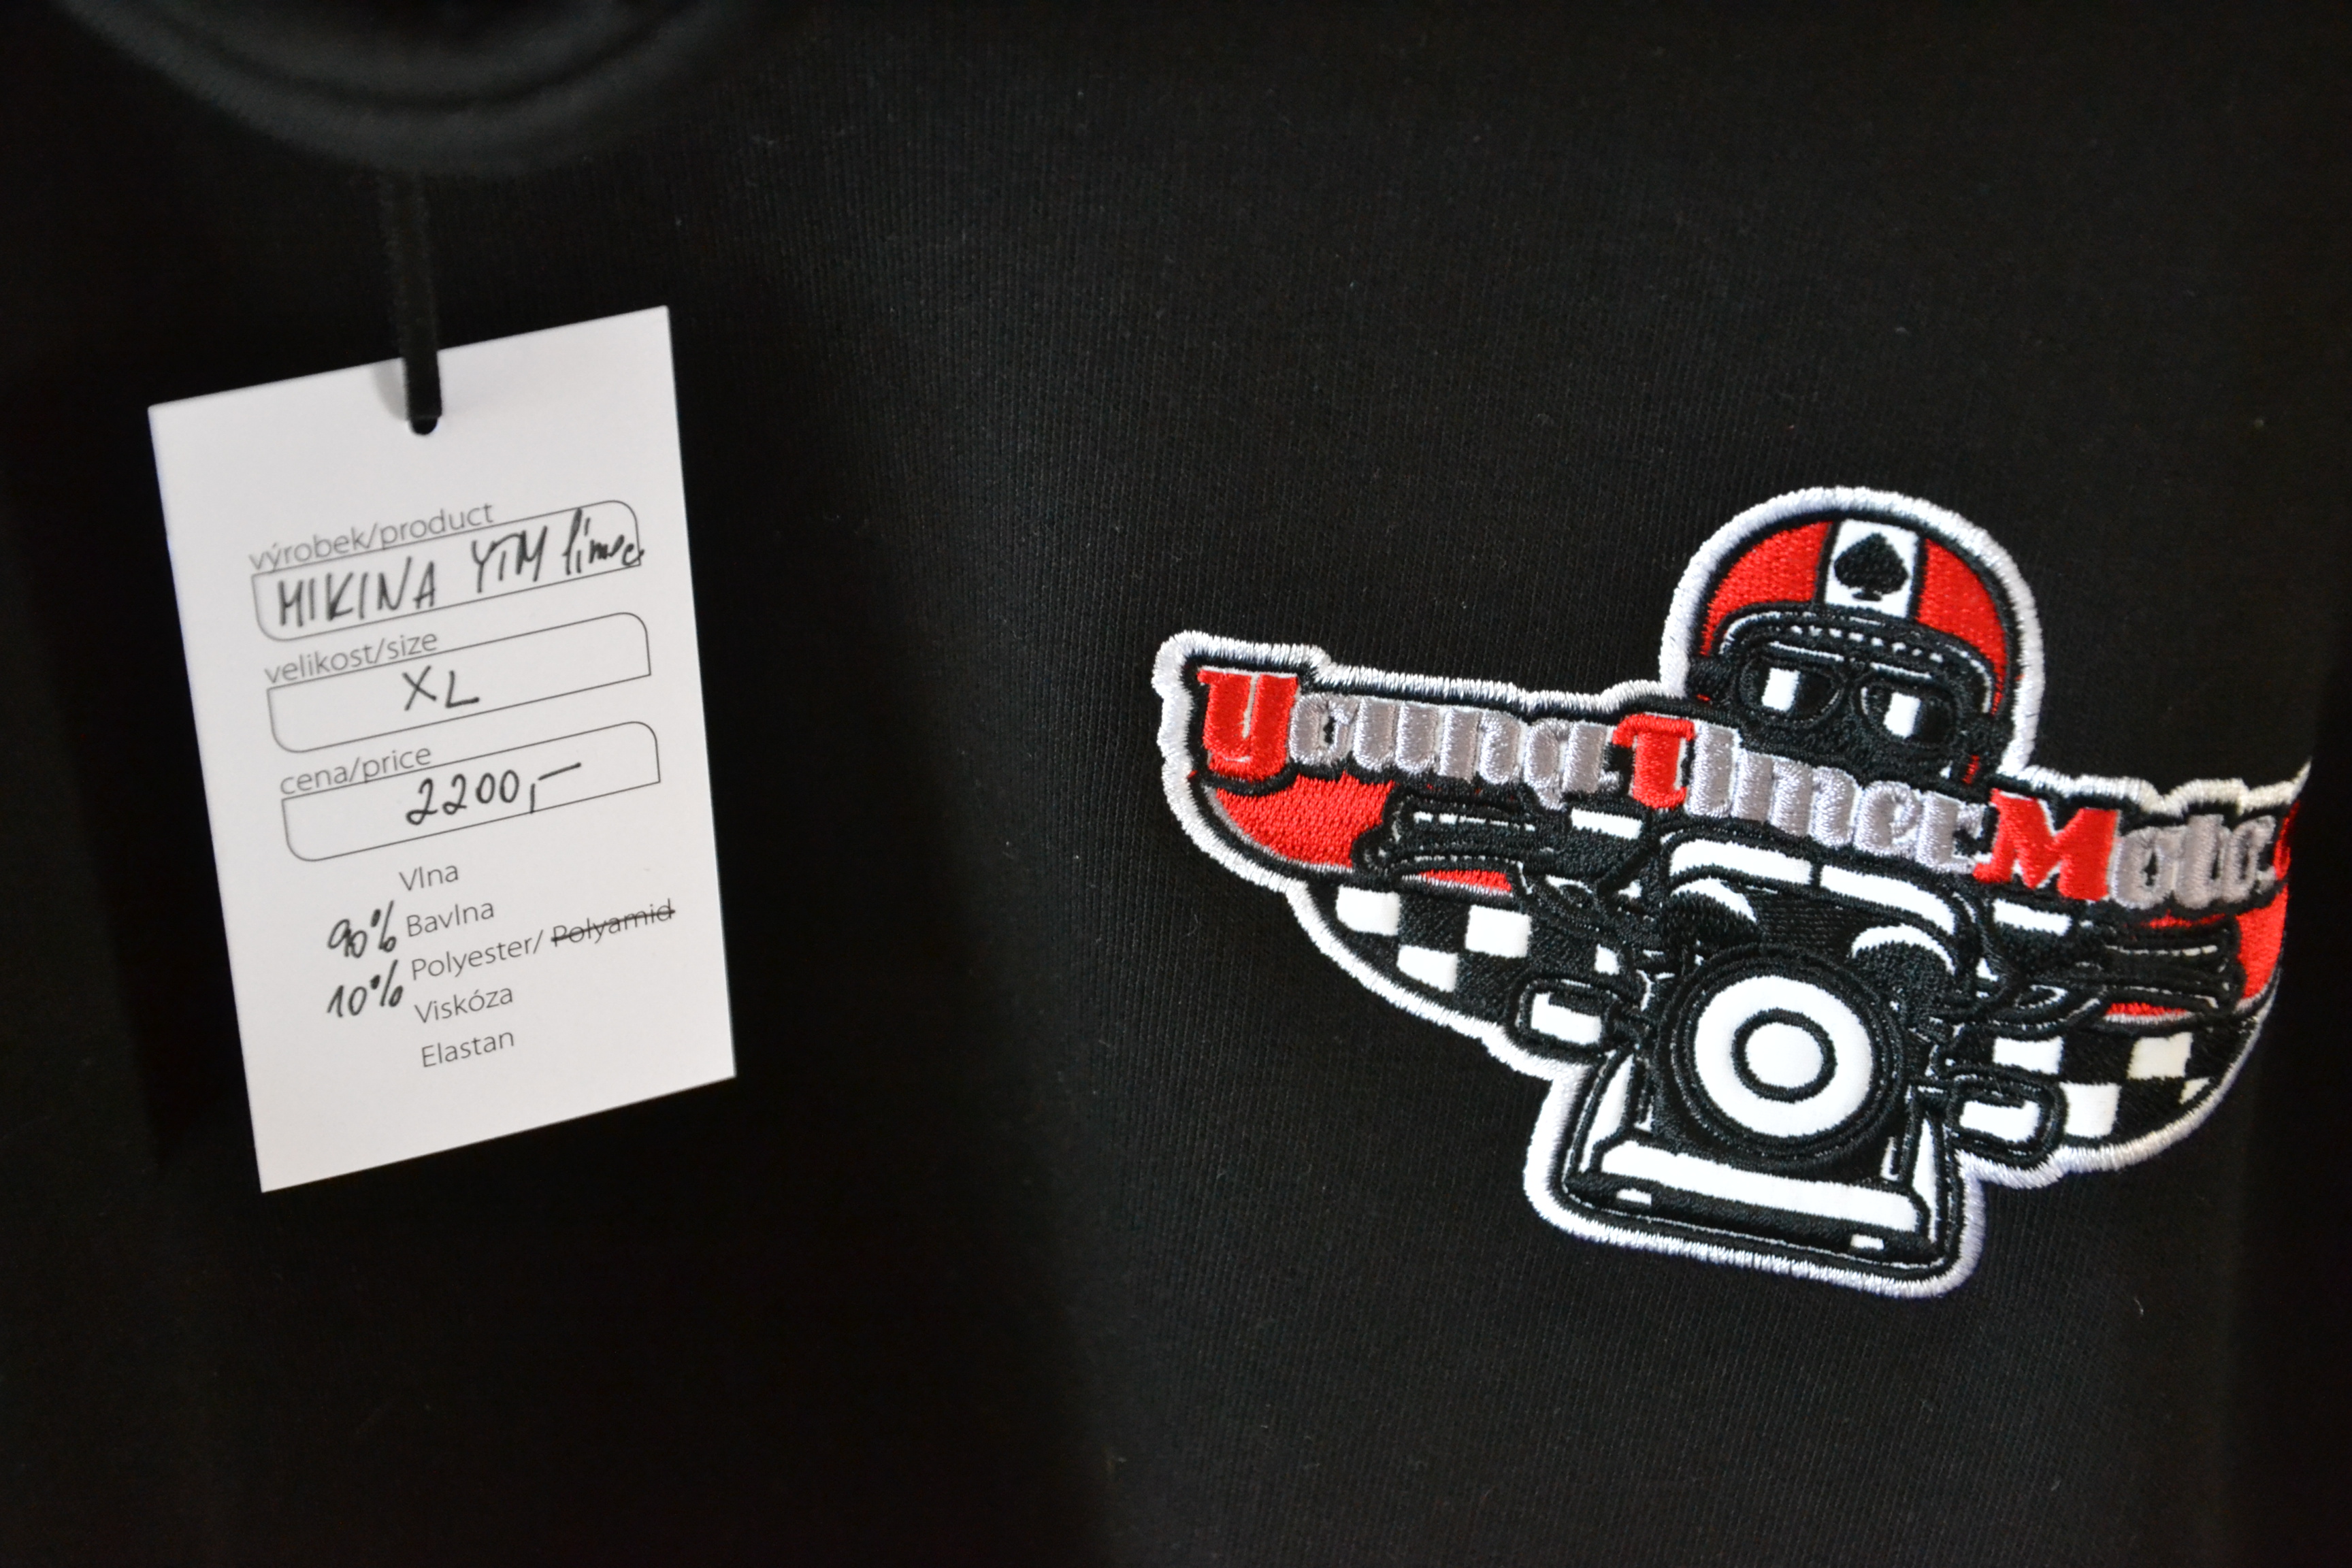 výrobek/product
MIKINA YTM límec
velikost/size
XL
cena/price
2200,-
Vlna
90% Bavlna
10% Polyester/ Polyamid
Viskóza
Elastan
YoungTimerMoto.